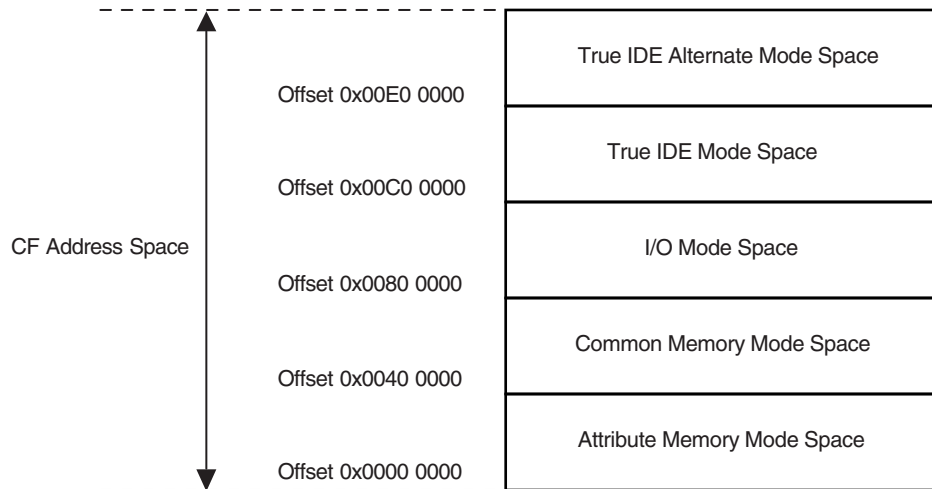 True IDE Alternate Mode Space
Offset 0x00E0 0000
True IDE Mode Space
Offset 0x00C0 0000
CF Address Space
I/O Mode Space
Offset 0x0080 0000
Common Memory Mode Space
Offset 0x0040 0000
Attribute Memory Mode Space
Offset 0x0000 0000